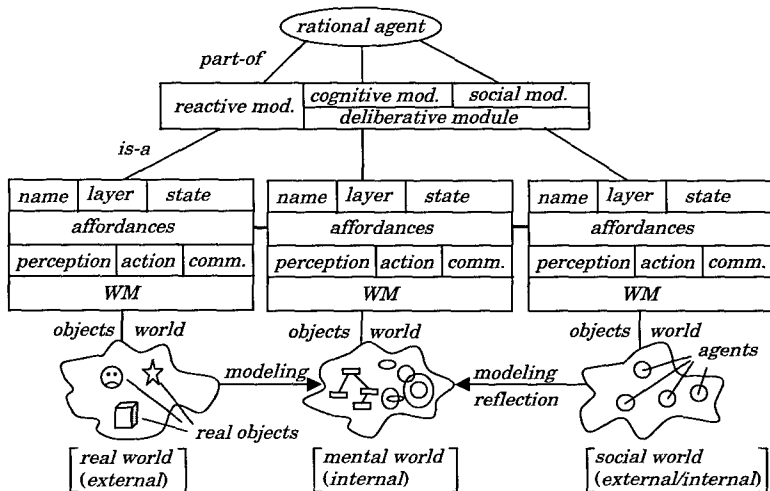 rational agent
part-of
reactive mod.
cognitive mod.
social mod.
deliberative module
is-a
name layer state
affordances
perception action comm.
WM
name layer state
affordances
perception action comm.
WM
name layer state
affordances
perception action comm.
WM
objects world
objects world
objects world
modeling
modeling
reflection
agents
real objects
real world
(external)
mental world
(internal)
social world
(external/internal)